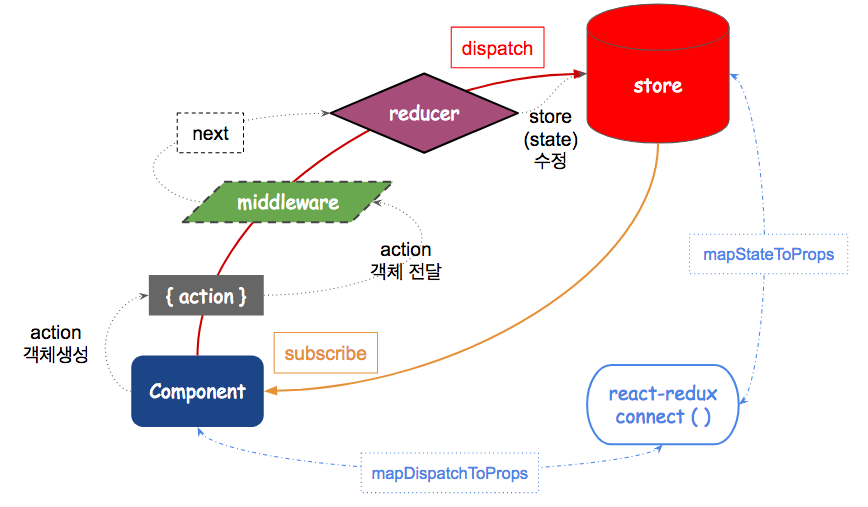 dispatch
store
reducer
next
store
(state)
수정
middleware
action
객체 전달
mapStateToProps
{ action }
action
객체생성
subscribe
Component
react-redux
connect ( )
mapDispatchToProps